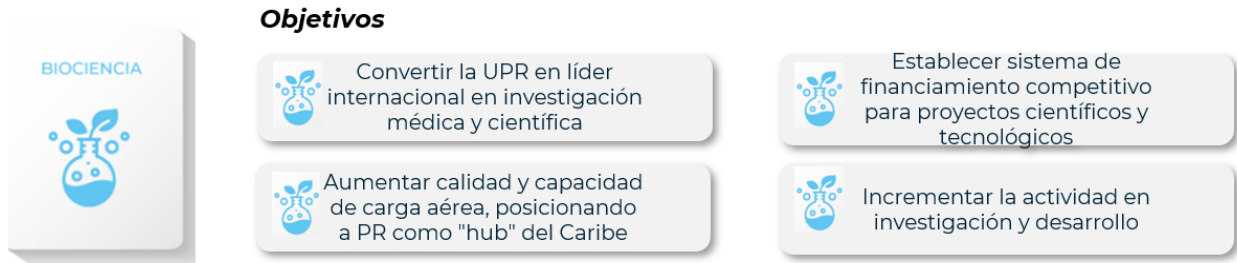 Objetivos
BIOCIENCIA
Convertir la UPR en líder
internacional en investigación
médica y científica
Establecer sistema de
financiamiento competitivo
para proyectos científicos y
tecnológicos
Aumentar calidad y capacidad
de carga aérea, posicionando
a PR como "hub" del Caribe
Incrementar la actividad en
investigación y desarrollo